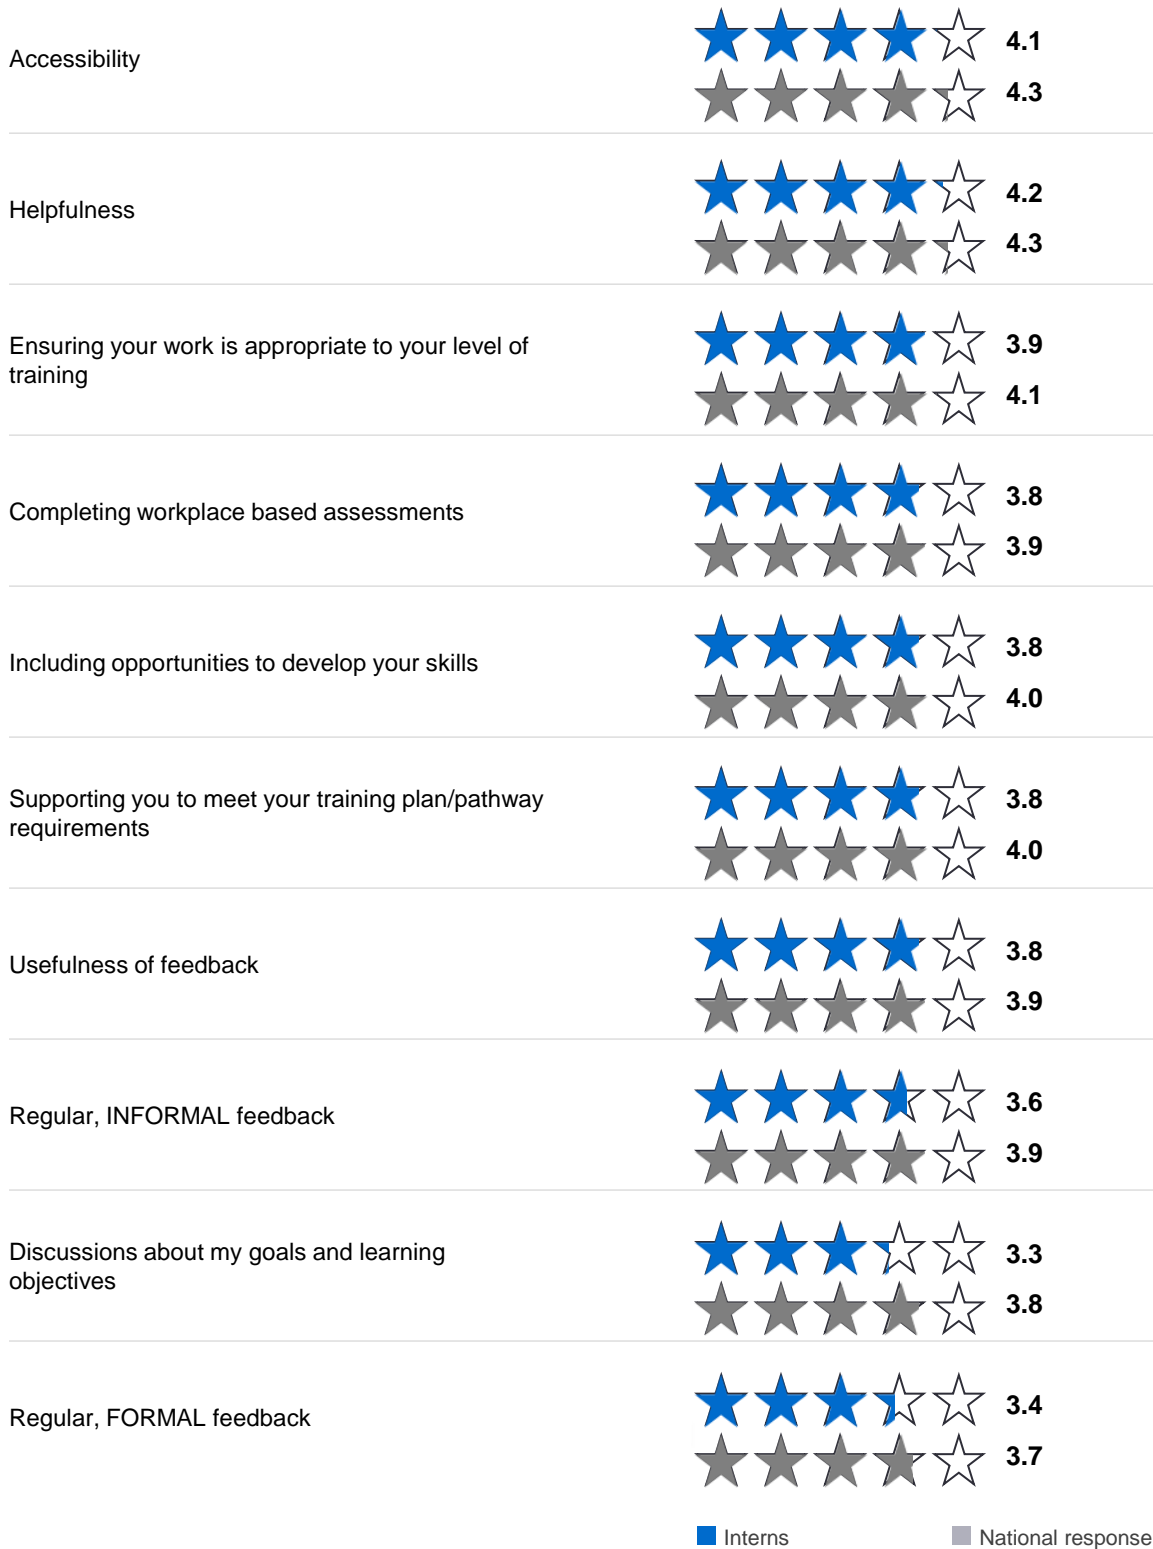 Accessibility
4.1
4.3
Helpfulness
4.2
4.3
Ensuring your work is appropriate to your level of
training
3.9
4.1
Completing workplace based assessments
3.8
3.9
Including opportunities to develop your skills
3.8
4.0
Supporting you to meet your training plan/pathway
requirements
3.8
4.0
Usefulness of feedback
3.8
3.9
Regular, INFORMAL feedback
3.6
3.9
Discussions about my goals and learning
objectives
3.3
3.8
Regular, FORMAL feedback
3.4
3.7
Interns National response